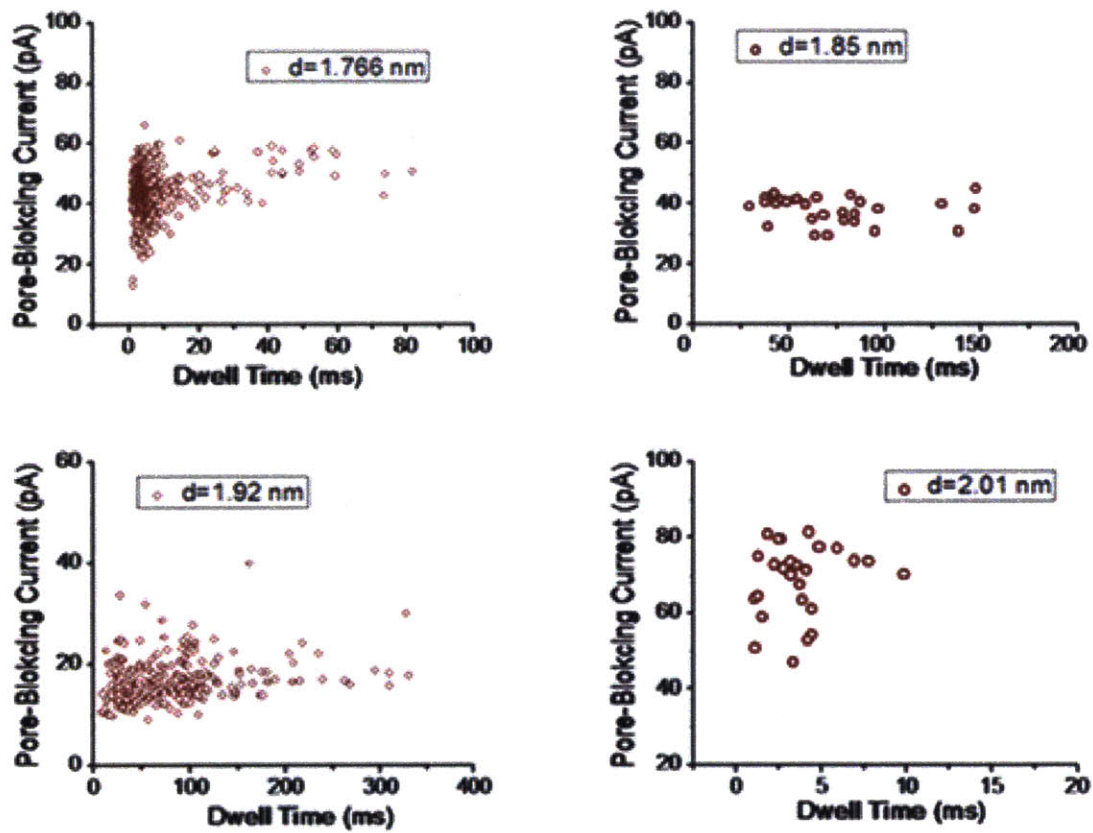 100
80
60
40
20
0
Pore-Blokcing Current (pA)
d=1.766 nm
0 20 40 60 80 100
Dwell Time (ms)
100
80
60
40
20
0
Pore-Blokcing Current (pA)
d=1.85 nm
0 50 100 150 200
Dwell Time (ms)
60
40
20
0
Pore-Blokcing Current (pA)
d=1.92 nm
0 100 200 300 400
Dwell Time (ms)
100
80
60
40
20
Pore-Blokcing Current (pA)
d=2.01 nm
0 5 10 15 20
Dwell Time (ms)